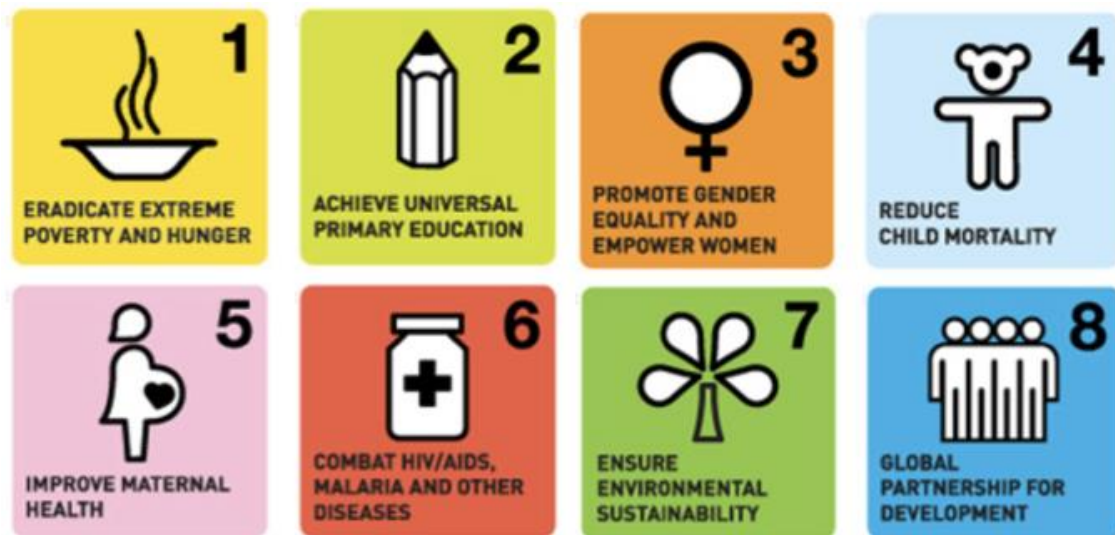 1
ERADICATE EXTREME
POVERTY AND HUNGER
2
ACHIEVE UNIVERSAL
PRIMARY EDUCATION
3
PROMOTE GENDER
EQUALITY AND
EMPOWER WOMEN
4
REDUCE
CHILD MORTALITY
5
IMPROVE MATERNAL
HEALTH
6
COMBAT HIV/AIDS,
MALARIA AND OTHER
DISEASES
7
ENSURE
ENVIRONMENTAL
SUSTAINABILITY
8
GLOBAL
PARTNERSHIP FOR
DEVELOPMENT